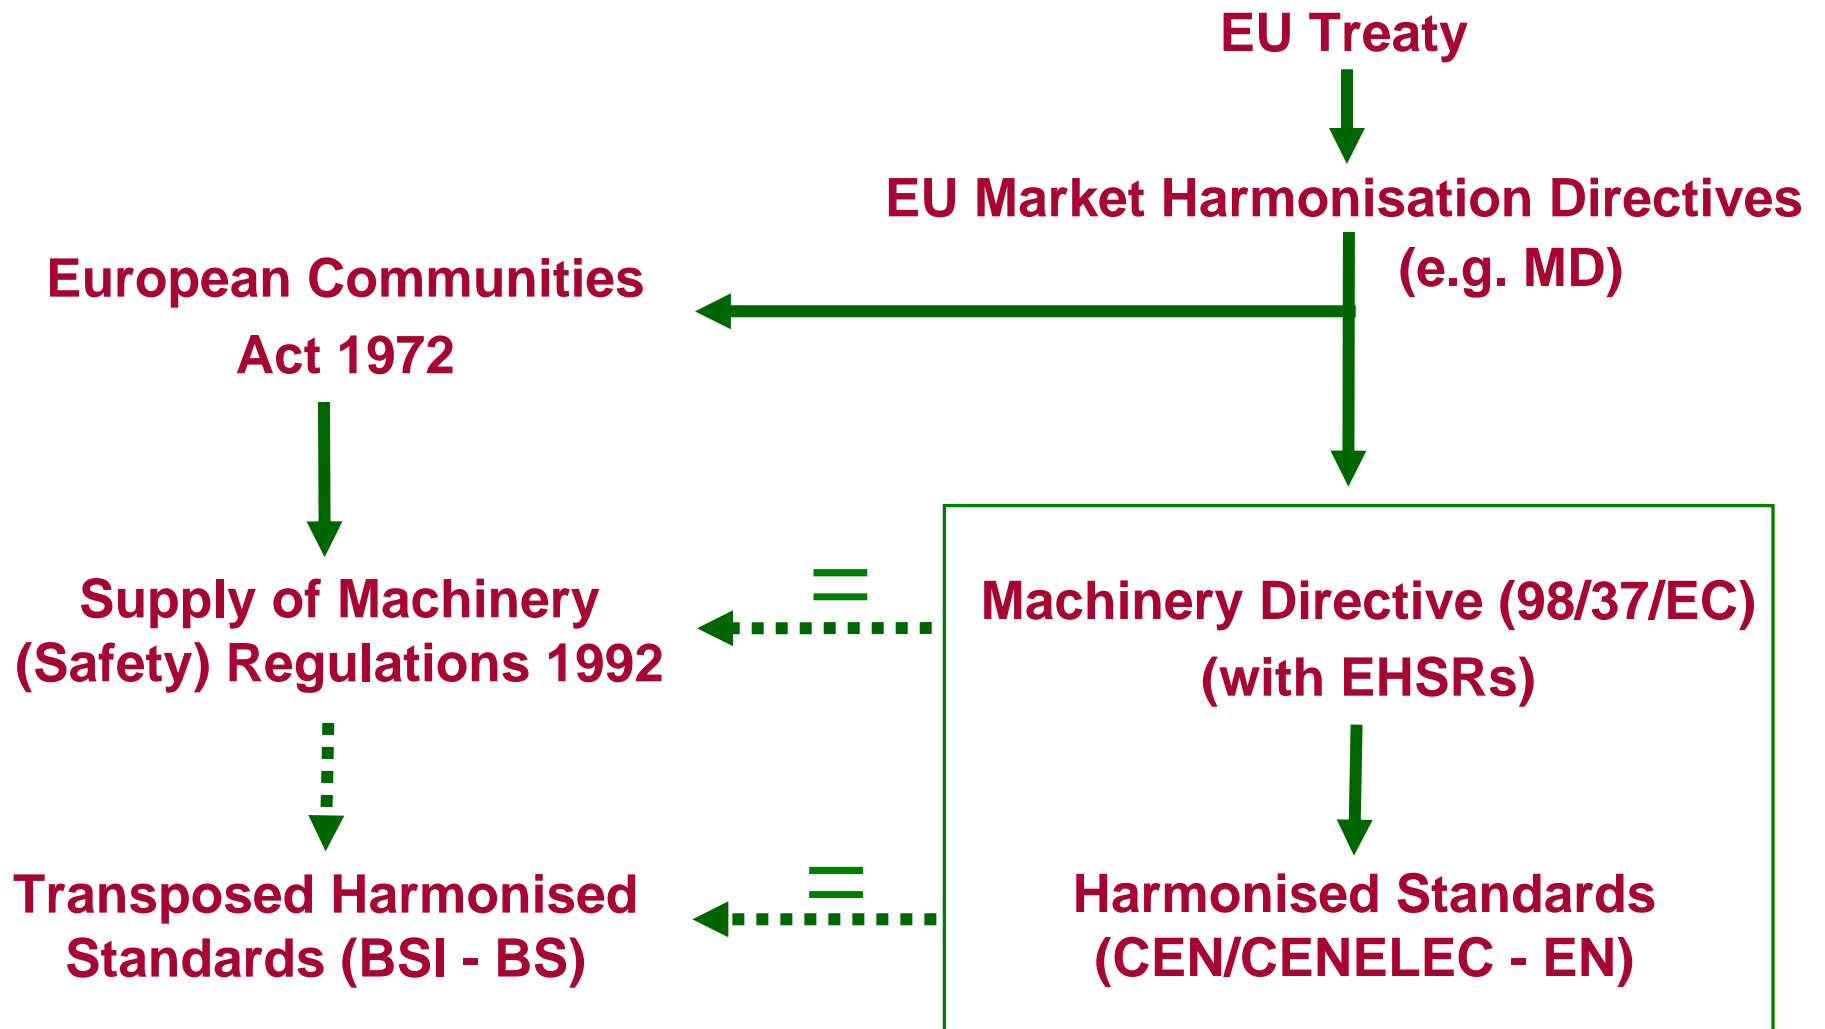 EU Treaty
EU Market Harmonisation Directives
(e.g. MD)
European Communities
Act 1972
Supply of Machinery
(Safety) Regulations 1992
=
Machinery Directive (98/37/EC)
(with EHSRs)
Transposed Harmonised
Standards (BSI - BS)
=
Harmonised Standards
(CEN/CENELEC - EN)